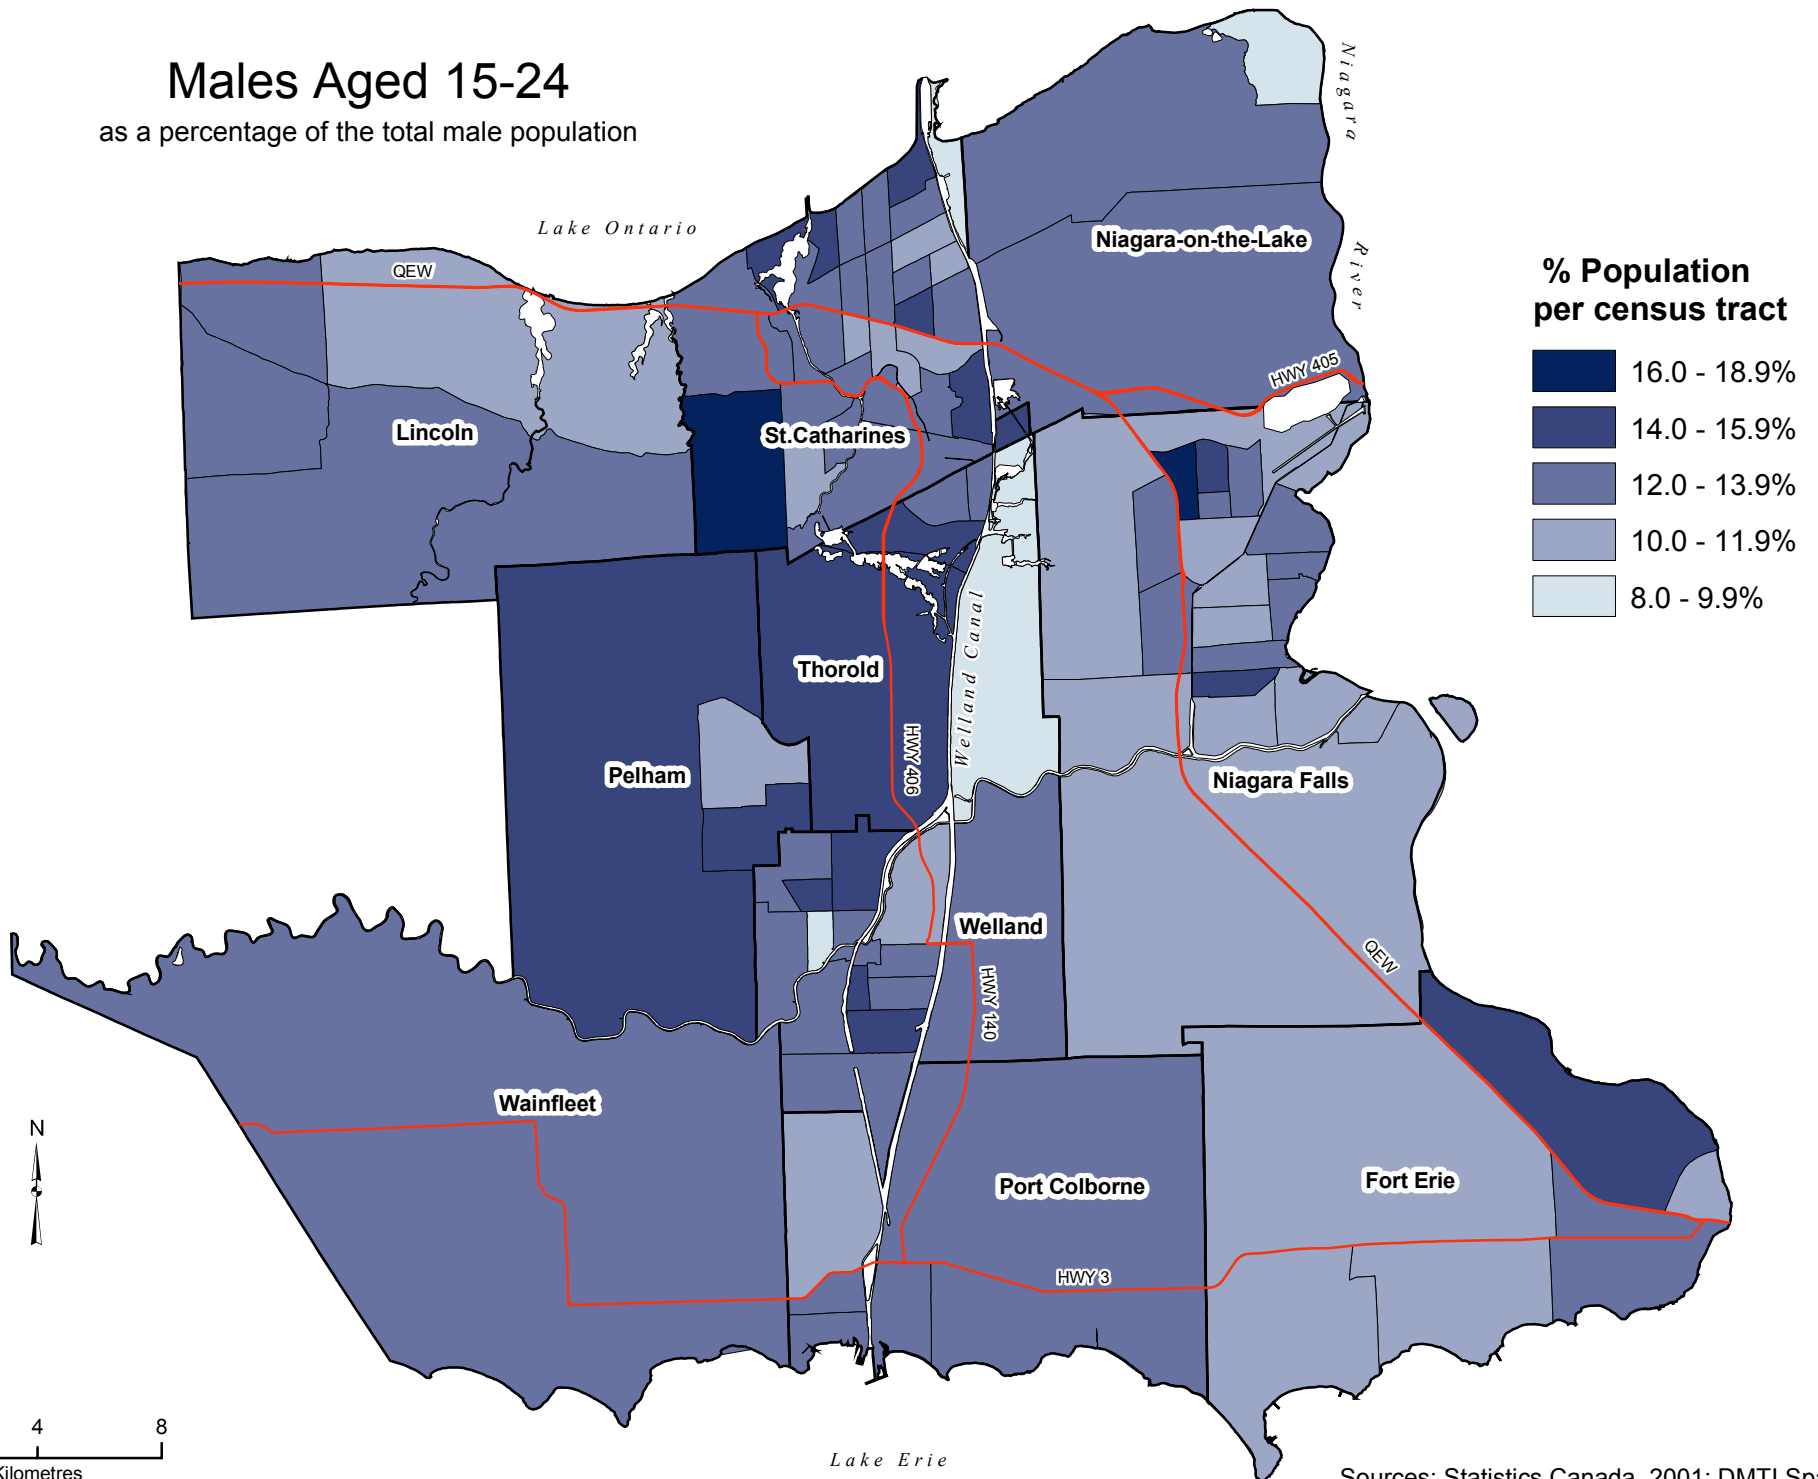 Males Aged 15-24
as a percentage of the total male population
Niagara
River
Lake Ontario
QEW
Niagara-on-the-Lake
HWY 405
Lincoln
St.Catharines
% Population
per census tract
16.0 - 18.9%
14.0 - 15.9%
12.0 - 13.9%
10.0 - 11.9%
8.0 - 9.9%
Thorold
Welland Canal
HWY 406
Pelham
Niagara Falls
Welland
QEW
HWY 140
Wainfleet
N
Port Colborne
Fort Erie
HWY 3
4 8
Kilometres
Lake Erie
Sources: Statistics Canada, 2001; DMTI